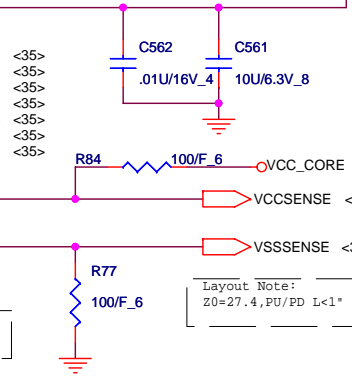 C562 C561
<35>
<35> .01U/16V_4 10U/6.3V_8
<35>
<35>
<35>
<35>
<35>
R84 100/F_6 VCC_CORE
VCCSENSE <
VSSSENSE <3
R77
100/F_6
Layout Note:
Z0=27.4,PU/PD L<1"